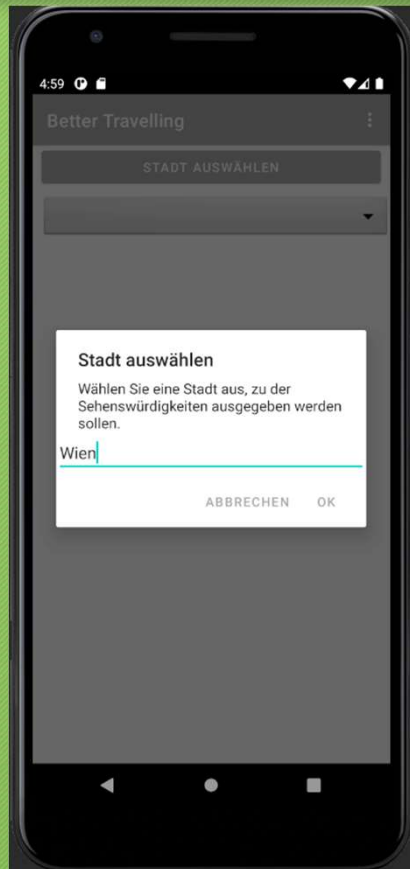 4:59
Better Travelling
STADT AUSWÄHLEN
Stadt auswählen
Wählen Sie eine Stadt aus, zu der
Sehenswürdigkeiten ausgegeben werden
sollen.
Wien
ABBRECHEN OK